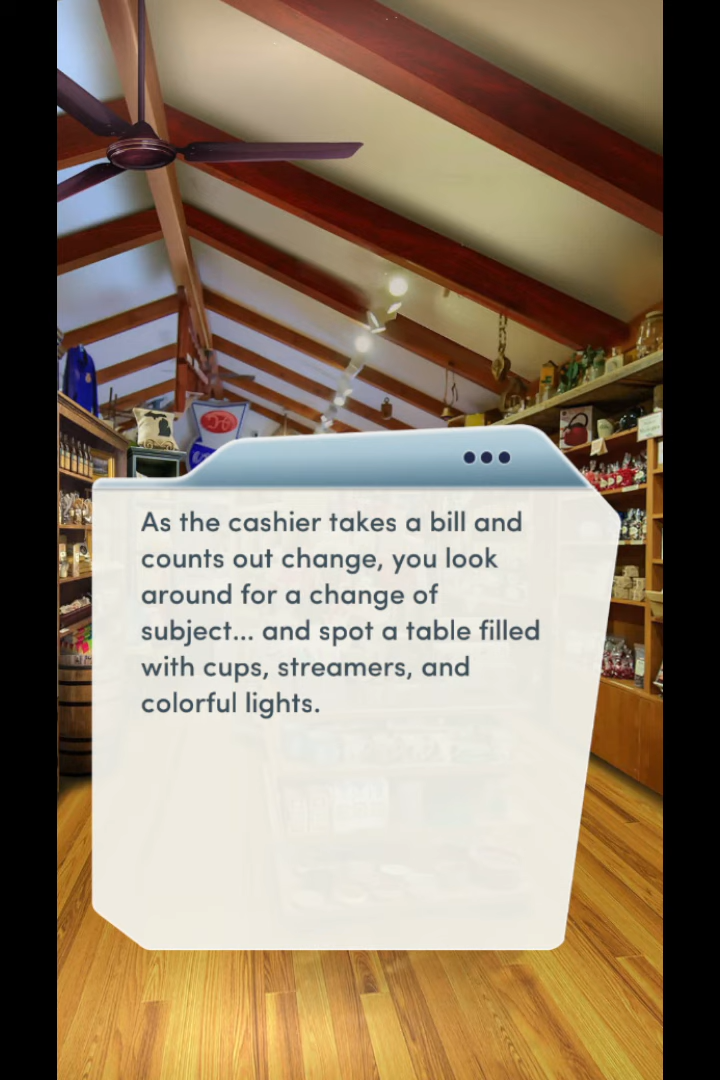 As the cashier takes a bill and
counts out change, you look
around for a change of
subject... and spot a table filled
with cups, streamers, and
colorful lights.